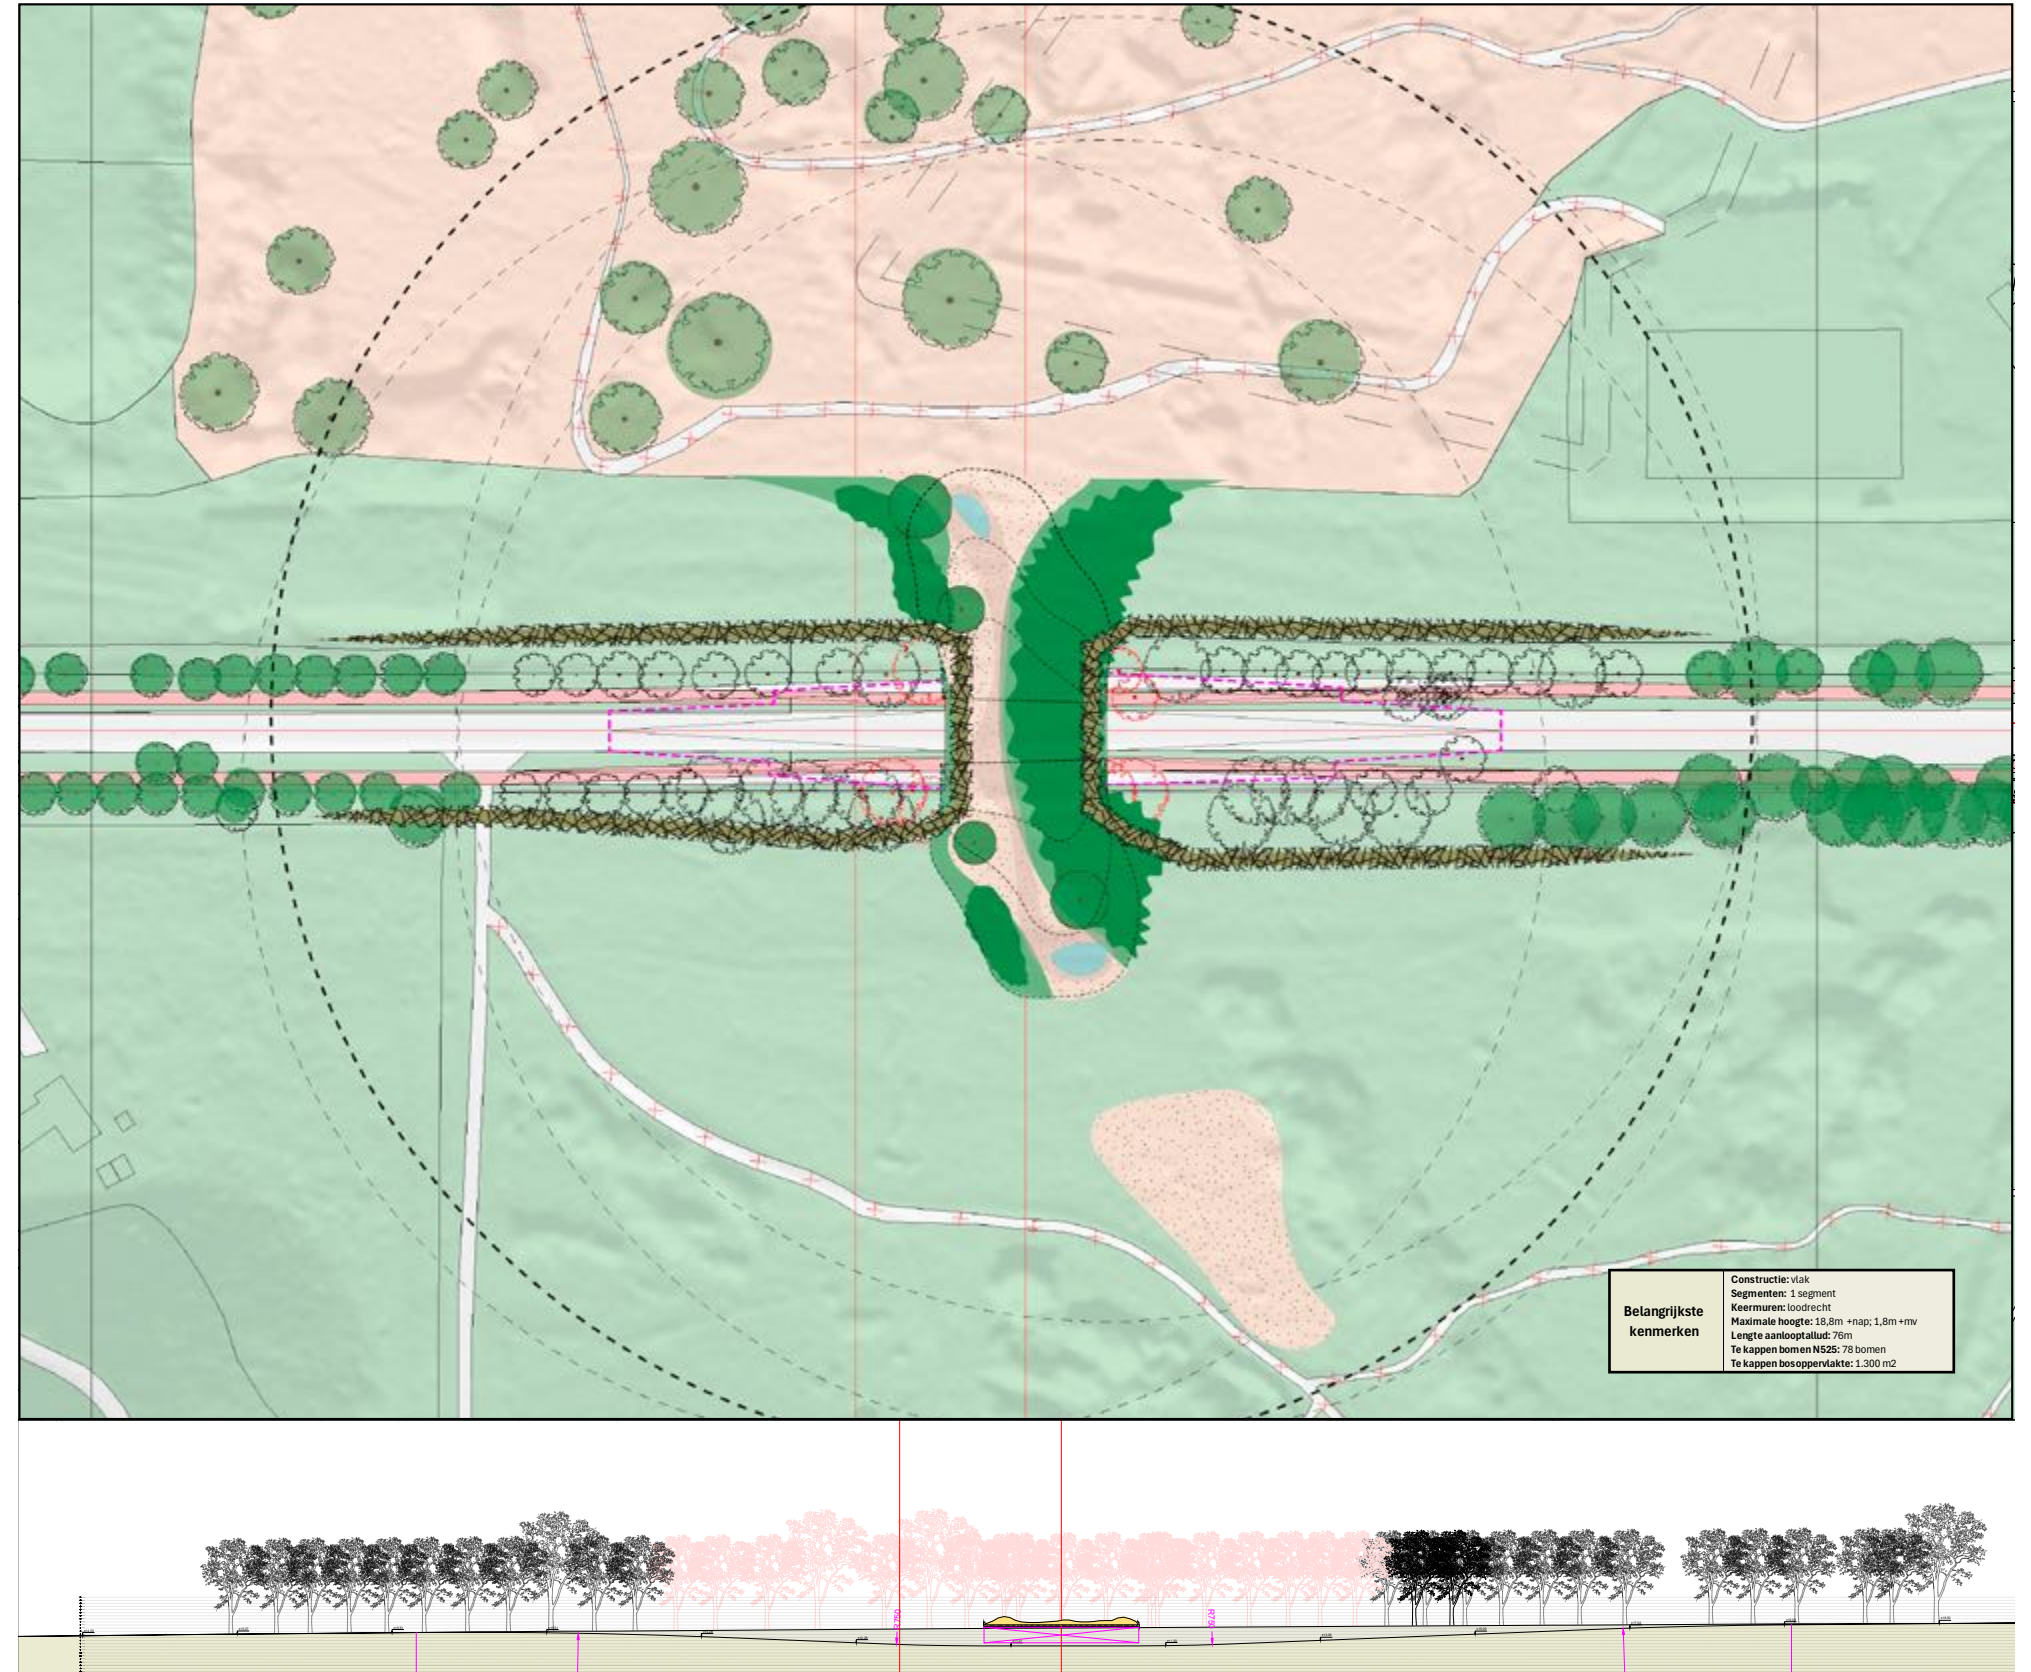 Belangrijkste
kenmerken
Constructie: vlak
Segmenten: 1 segment
Keermuren: loodrecht
Maximale hoogte: 18,8m +nap; 1,8m +mv
Lengte aanlooptallud: 76m
Te kappen bomen N525: 78 bomen
Te kappen bosoppervlakte: 1.300 m2